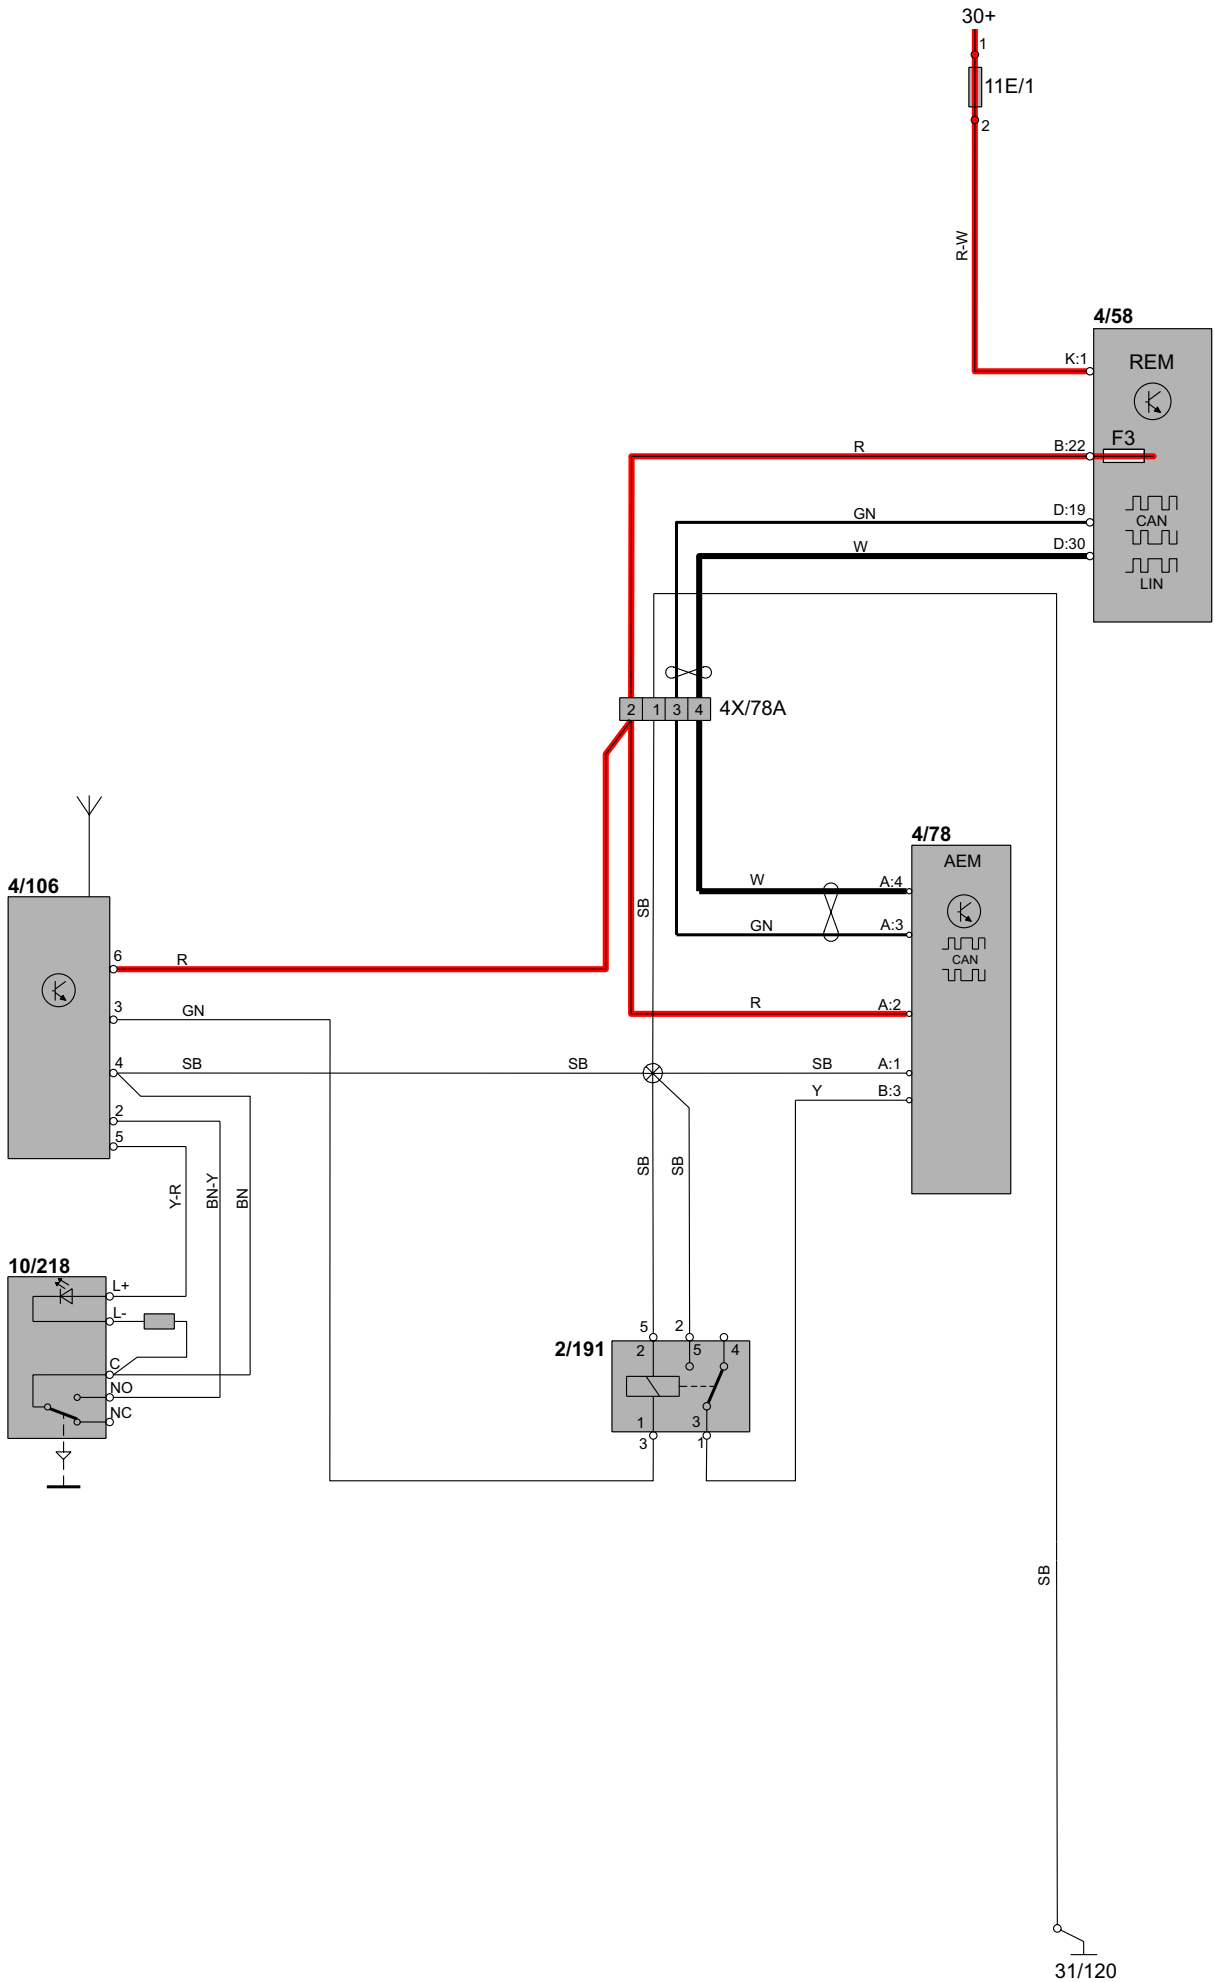 30+
1
11E/1
2
R-W
4/58
K:1
REM
R
B:22
F3
GN
D:19
CAN
W
D:30
LIN
2 1 3 4
4X/78A
4/78
AEM
4/106
W
A:4
SB
GN
A:3
CAN
6
R
3
GN
R
A:2
4
SB
SB
SB
A:1
2
Y
B:3
5
Y-R
BN-Y
BN
SB
SB
10/218
L+
L-
C
NO
NC
5
2
2/191
2
5
4
1
3
3
1
SB
31/120